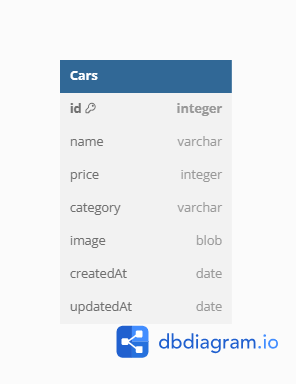 Cars
id integer
name varchar
price integer
category varchar
image blob
createdAt date
updatedAt date
dbdiagram.io